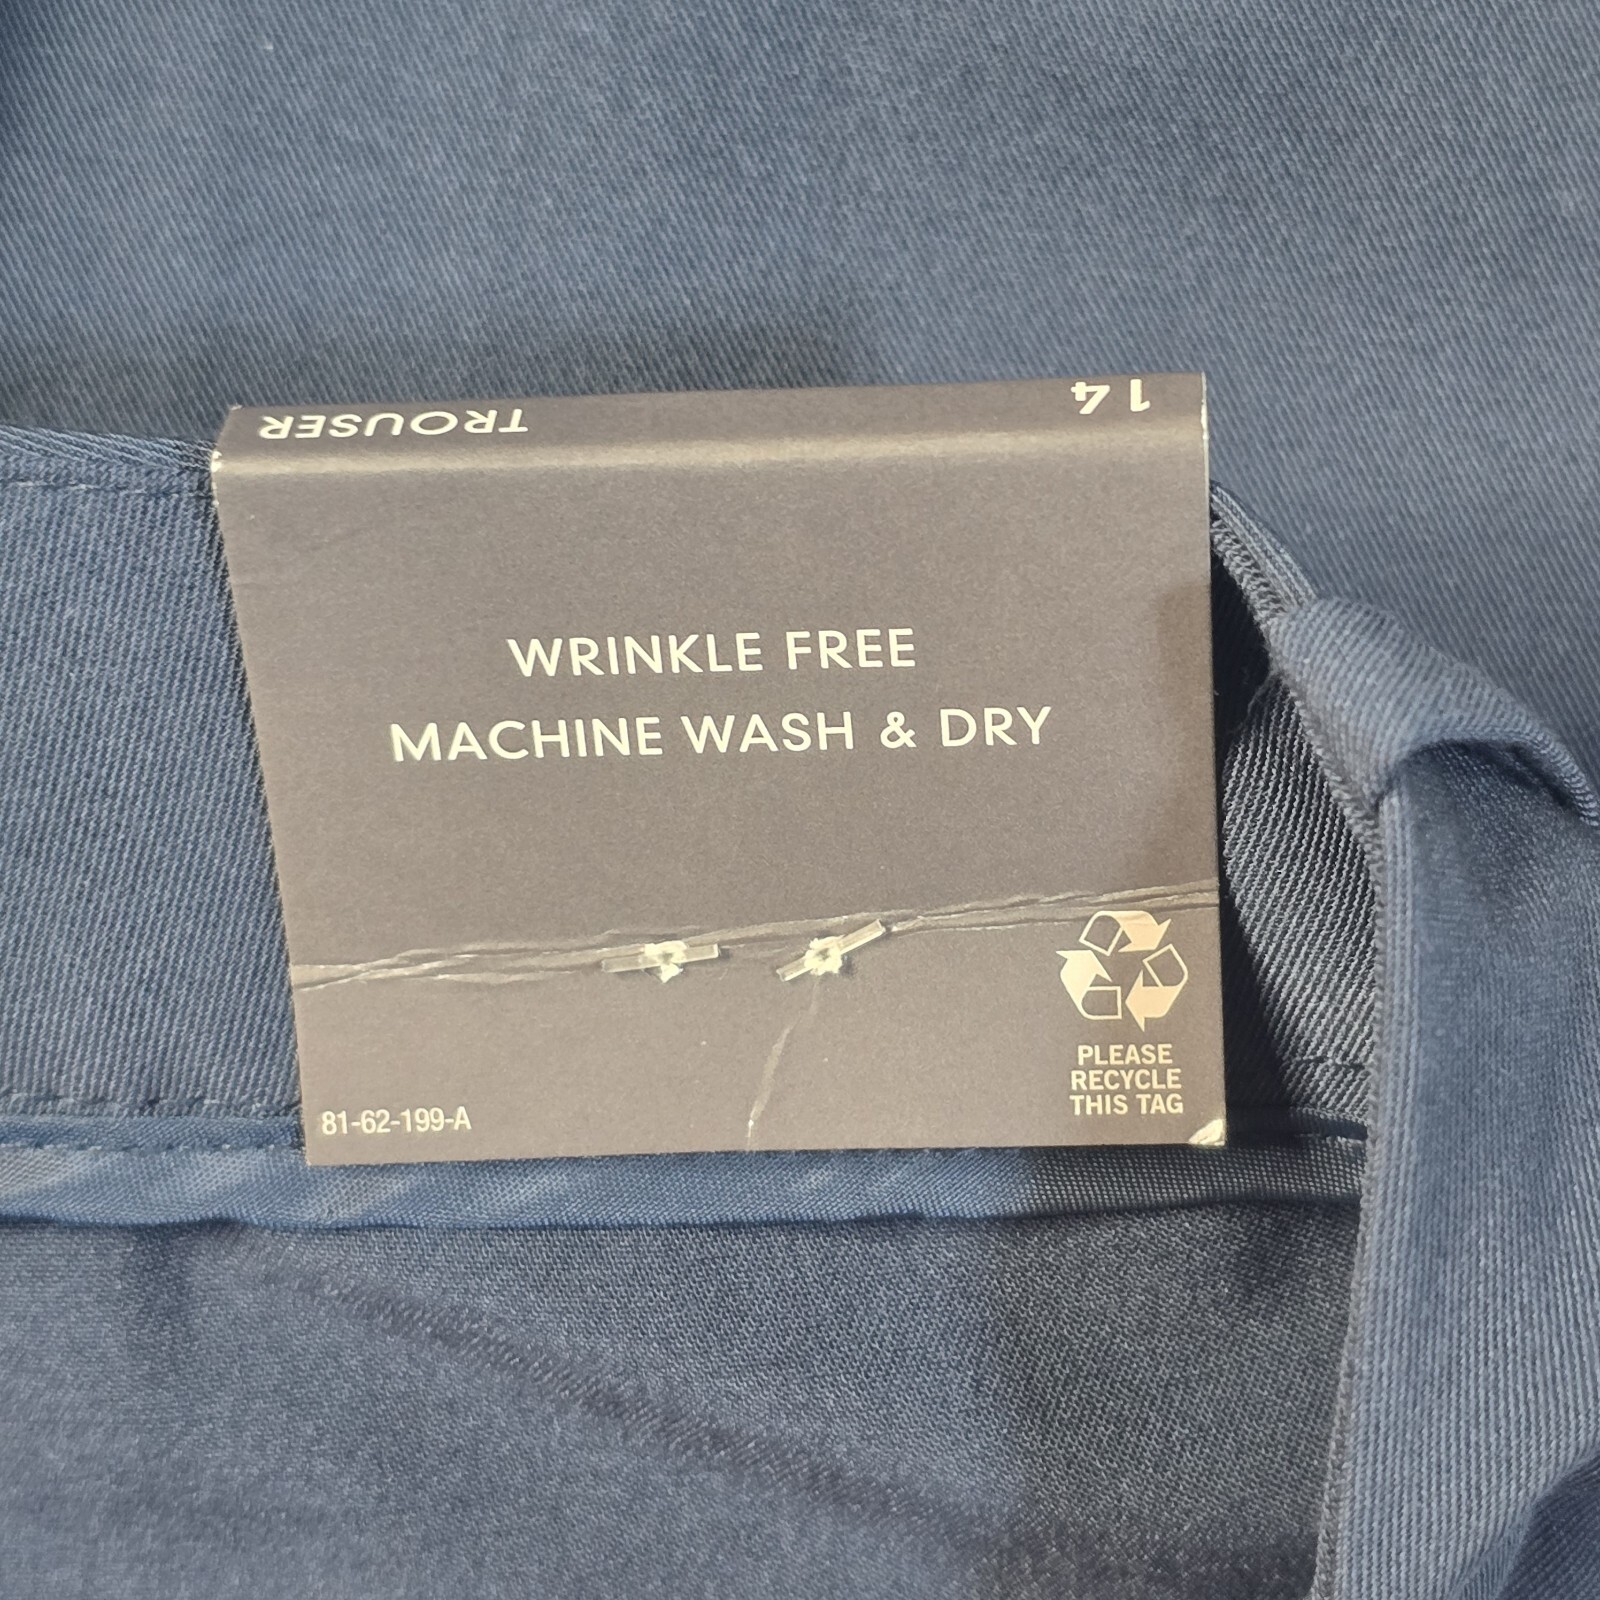 TROUSER 14
WRINKLE FREE
MACHINE WASH & DRY
PLEASE
RECYCLE
THIS TAG
81-62-199-A